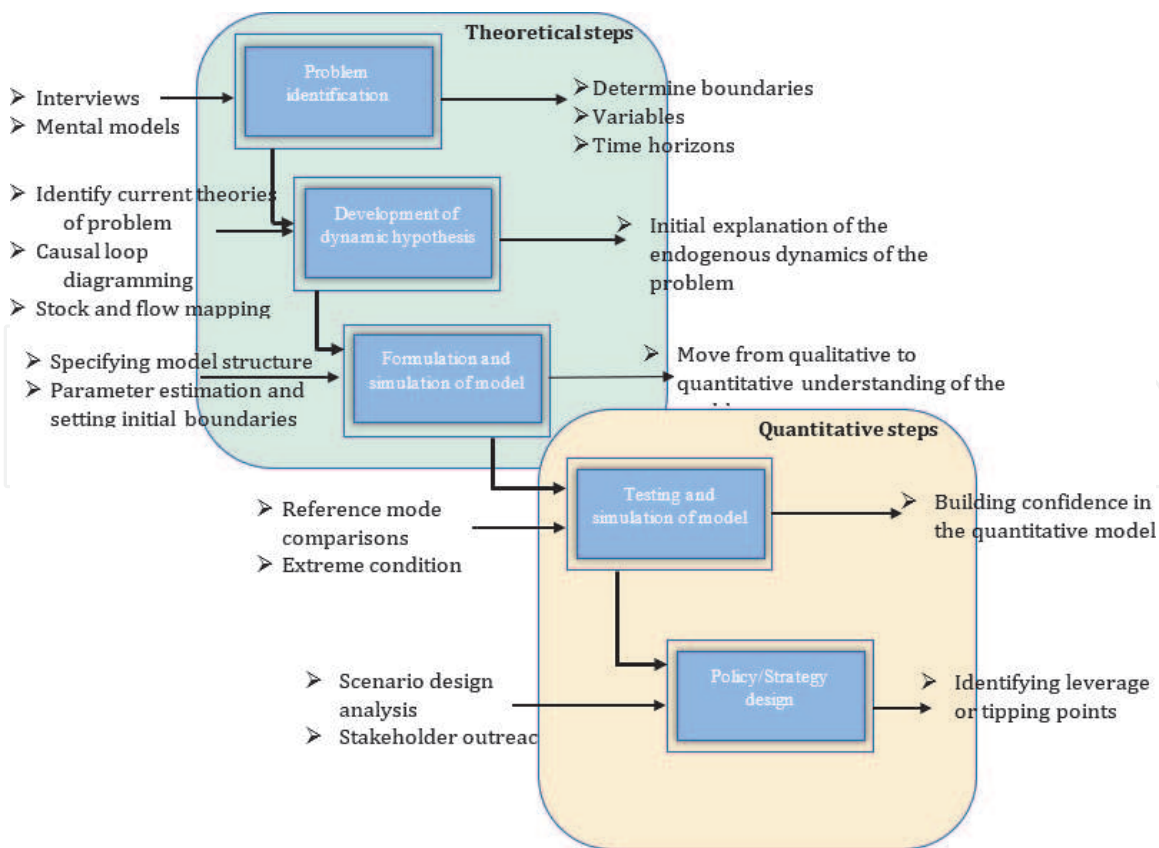 Theoretical steps
➢ Interviews
➢ Mental models
Problem
identification
➢ Determine boundaries
➢ Variables
➢ Time horizons
➢ Identify current theories
of problem
➢ Causal loop
diagramming
➢ Stock and flow mapping
Development of
dynamic hypothesis
➢ Initial explanation of the
endogenous dynamics of the
problem
➢ Specifying model structure
➢ Parameter estimation and
setting initial boundaries
Formulation and
simulation of model
➢ Move from qualitative to
quantitative understanding of the
Quantitative steps
➢ Reference mode
comparisons
➢ Extreme condition
Testing and
simulation of model
➢ Building confidence in
the quantitative model
➢ Scenario design
analysis
➢ Stakeholder outreac
Policy/Strategy
design
➢ Identifying leverage
or tipping points